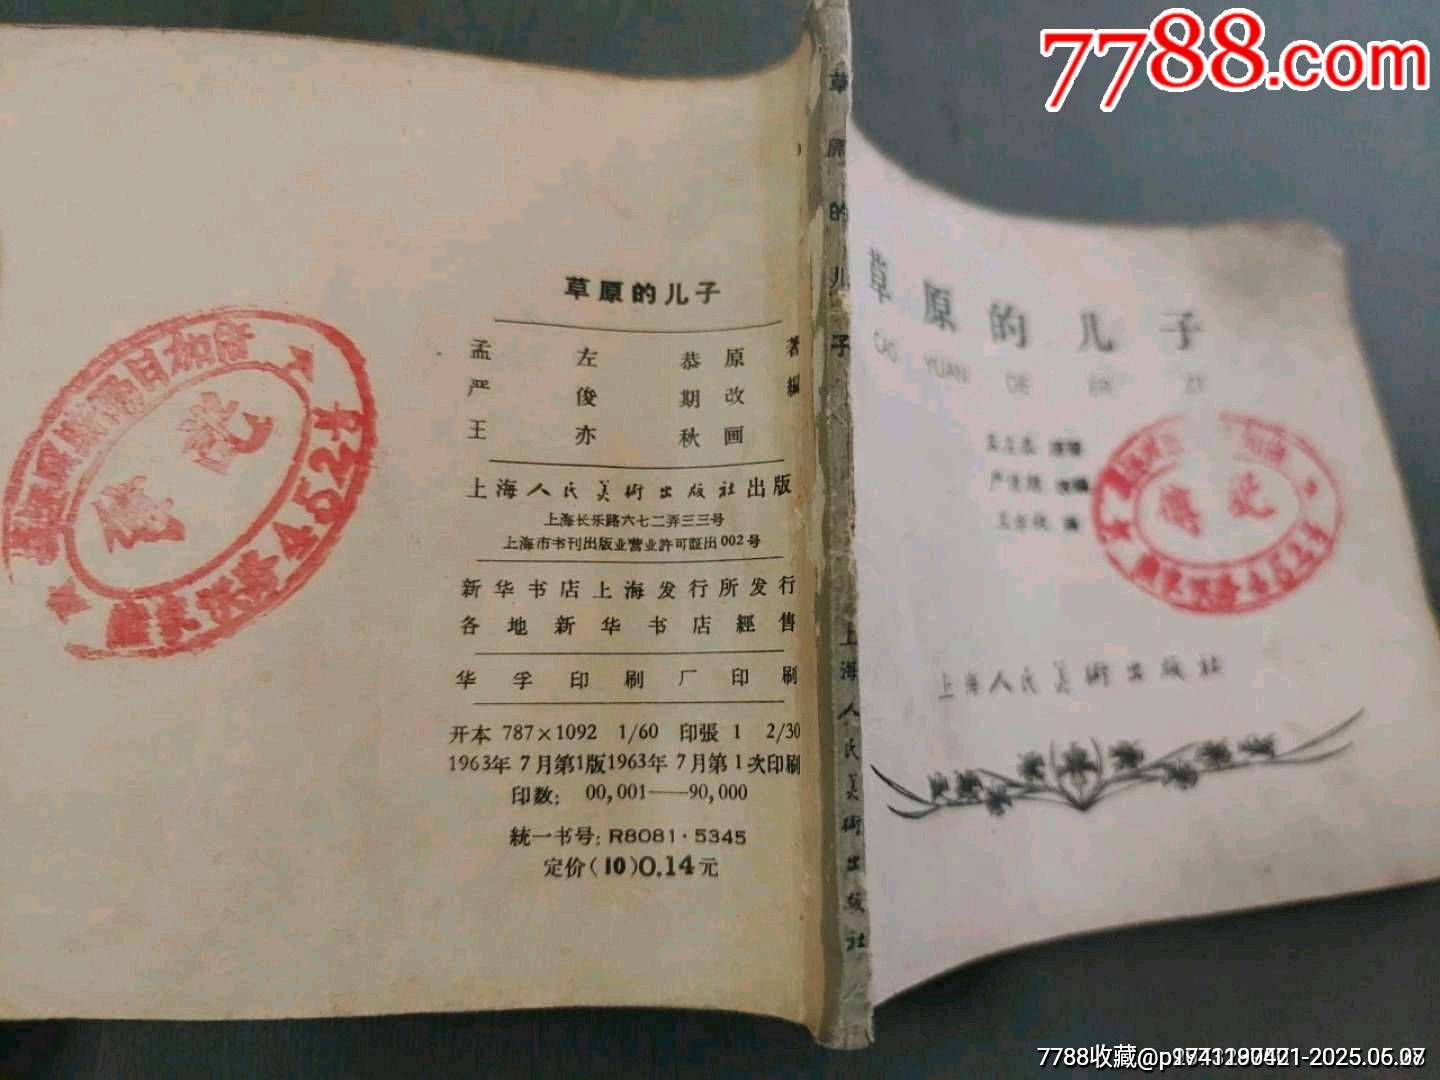 7788.com
草原的儿子
孟左恭原著
严俊期改编
王亦秋画
上海人民美術出版社出版
上海长乐路六七二弄三三号
上海市书刊出版业营业許可証出002号
新华书店上海发行所发行
各地新华书店經售
华孚印刷厂印刷
开本 787×1092 1/60 印張 1 2/30
1963年7月第1版1963年7月第1次印刷
印数: 00,001——90,000
統一书号: R8081·5345
定价(10)0.14元
草原的儿子
上海人民美術出版社
草原的儿子
CAO YUAN DE ER ZI
上海人民美術出版社
4524
4524
7788收藏@p